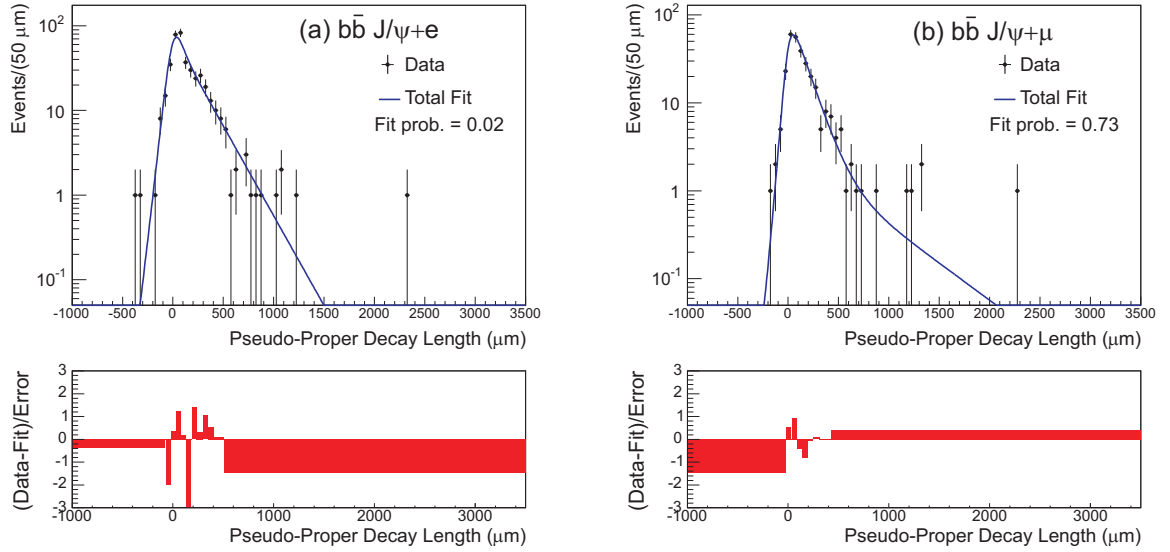 (a) bb̄ J/ψ+e
Data
Total Fit
Fit prob. = 0.02
Events/(50 μm)
10²
10
1
10⁻¹
-1000 -500 0 500 1000 1500 2000 2500 3000 3500
Pseudo-Proper Decay Length (μm)
(Data-Fit)/Error
3
2
1
0
-1
-2
-3
-1000 0 1000 2000 3000
Pseudo-Proper Decay Length (μm)
(b) bb̄ J/ψ+μ
Data
Total Fit
Fit prob. = 0.73
Events/(50 μm)
10²
10
1
10⁻¹
-1000 -500 0 500 1000 1500 2000 2500 3000 3500
Pseudo-Proper Decay Length (μm)
(Data-Fit)/Error
3
2
1
0
-1
-2
-3
-1000 0 1000 2000 3000
Pseudo-Proper Decay Length (μm)